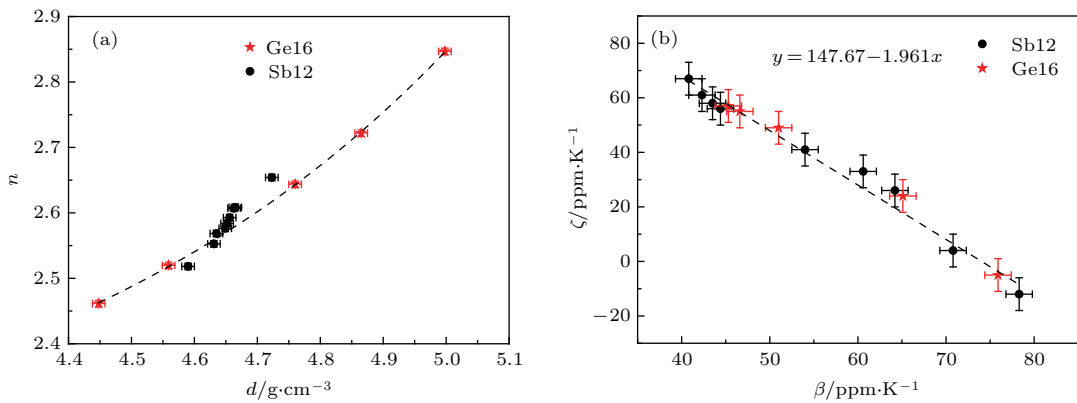 (a)
Ge16
Sb12
2.9
2.8
2.7
2.6
2.5
2.4
n
4.4 4.5 4.6 4.7 4.8 4.9 5.0 5.1
d/g·cm⁻³
(b)
y = 147.67−1.961x
Sb12
Ge16
80
60
40
20
0
−20
ζ/ppm·K⁻¹
40 50 60 70 80
β/ppm·K⁻¹